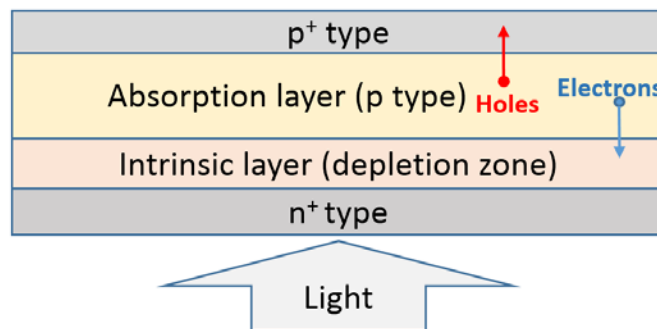 p⁺ type
Absorption layer (p type)
Holes
Electrons
Intrinsic layer (depletion zone)
n⁺ type
Light